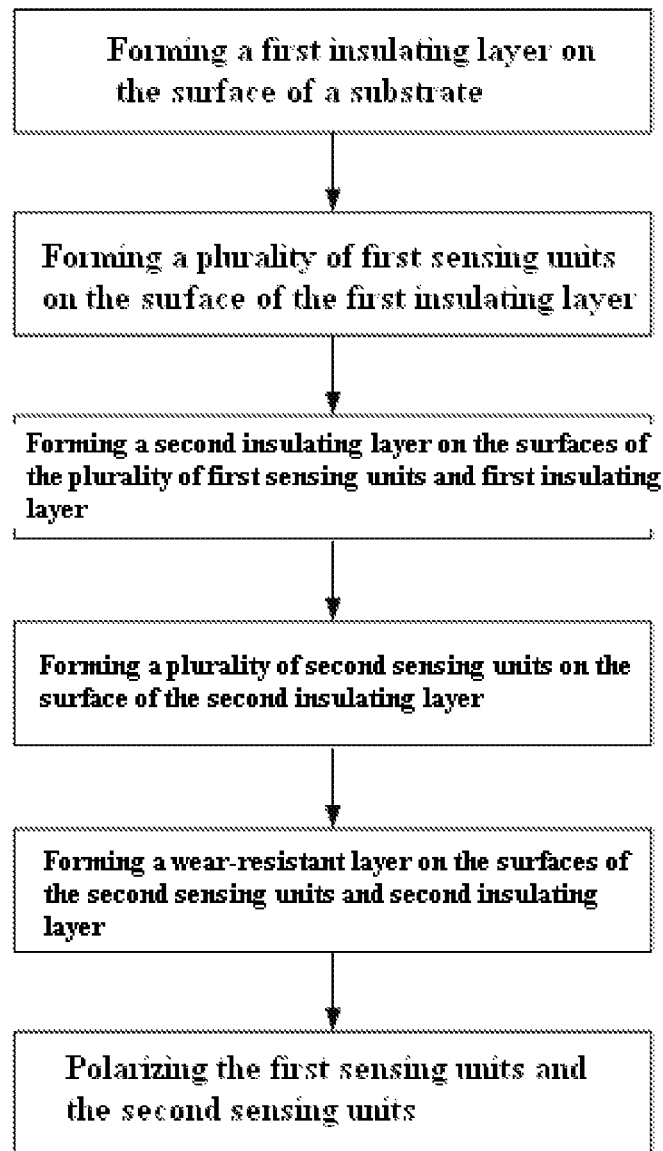 Forming a first insulating layer on
the surface of a substrate
Forming a plurality of first sensing units
on the surface of the first insulating layer
Forming a second insulating layer on the surfaces of
the plurality of first sensing units and first insulating
layer
Forming a plurality of second sensing units on the
surface of the second insulating layer
Forming a wear-resistant layer on the surfaces of
the second sensing units and second insulating
layer
Polarizing the first sensing units and
the second sensing units